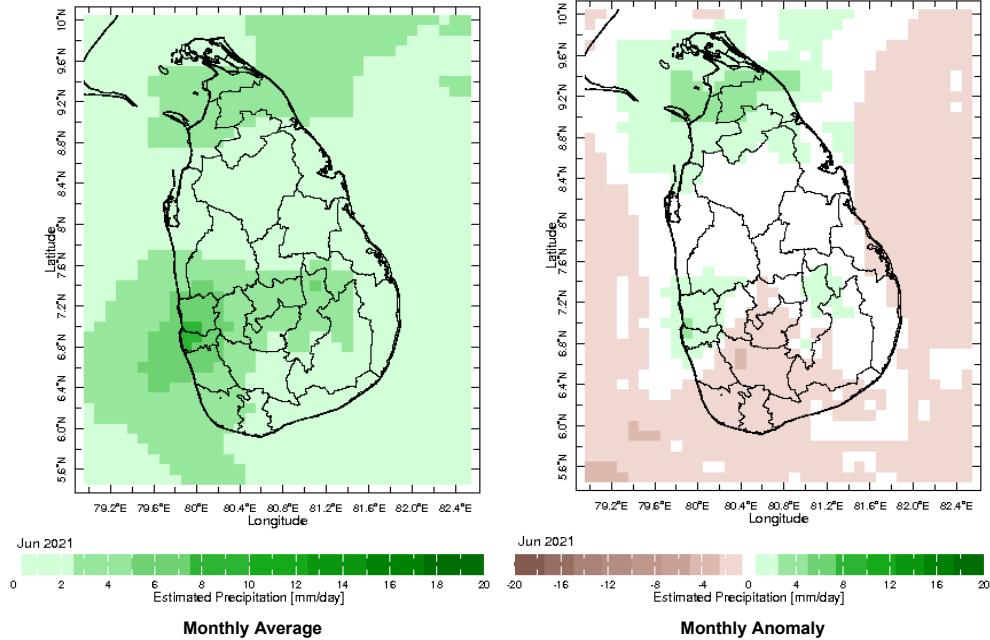 10°N
9.6°N
9.2°N
8.8°N
8.4°N
8°N
7.6°N
7.2°N
6.8°N
6.4°N
6.0°N
5.6°N
Latitude
79.2°E 79.6°E 80°E 80.4°E 80.8°E 81.2°E 81.6°E 82.0°E 82.4°E
Longitude
Jun 2021
0 2 4 6 8 10 12 14 16 18 20
Estimated Precipitation [mm/day]
Monthly Average
10°N
9.6°N
9.2°N
8.8°N
8.4°N
8°N
7.6°N
7.2°N
6.8°N
6.4°N
6.0°N
5.6°N
Latitude
79.2°E 79.6°E 80°E 80.4°E 80.8°E 81.2°E 81.6°E 82.0°E 82.4°E
Longitude
Jun 2021
-20 -16 -12 -8 -4 0 4 8 12 16 20
Estimated Precipitation [mm/day]
Monthly Anomaly